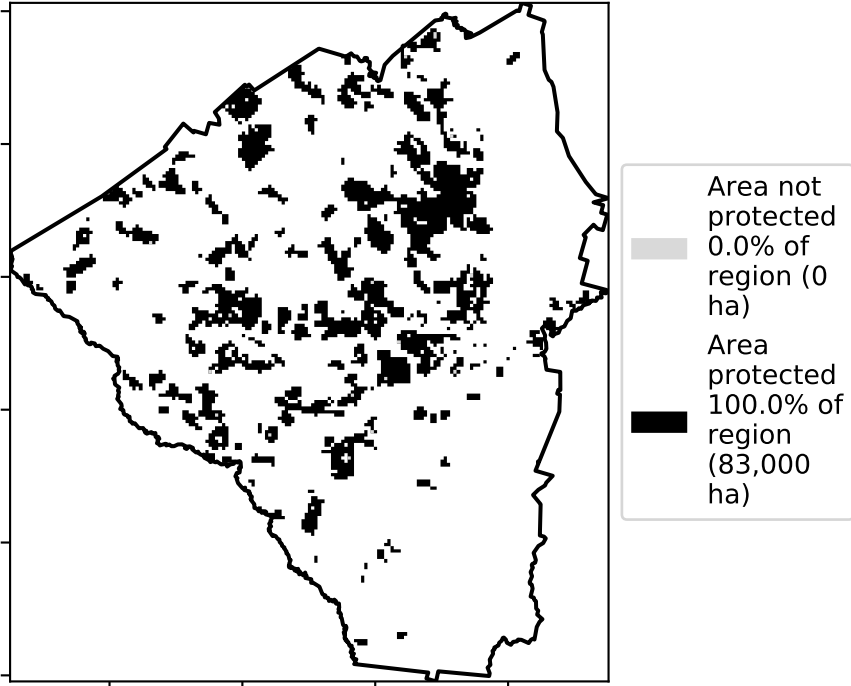 Area not
protected
0.0% of
region (0
ha)
Area
protected
100.0% of
region
(83,000
ha)